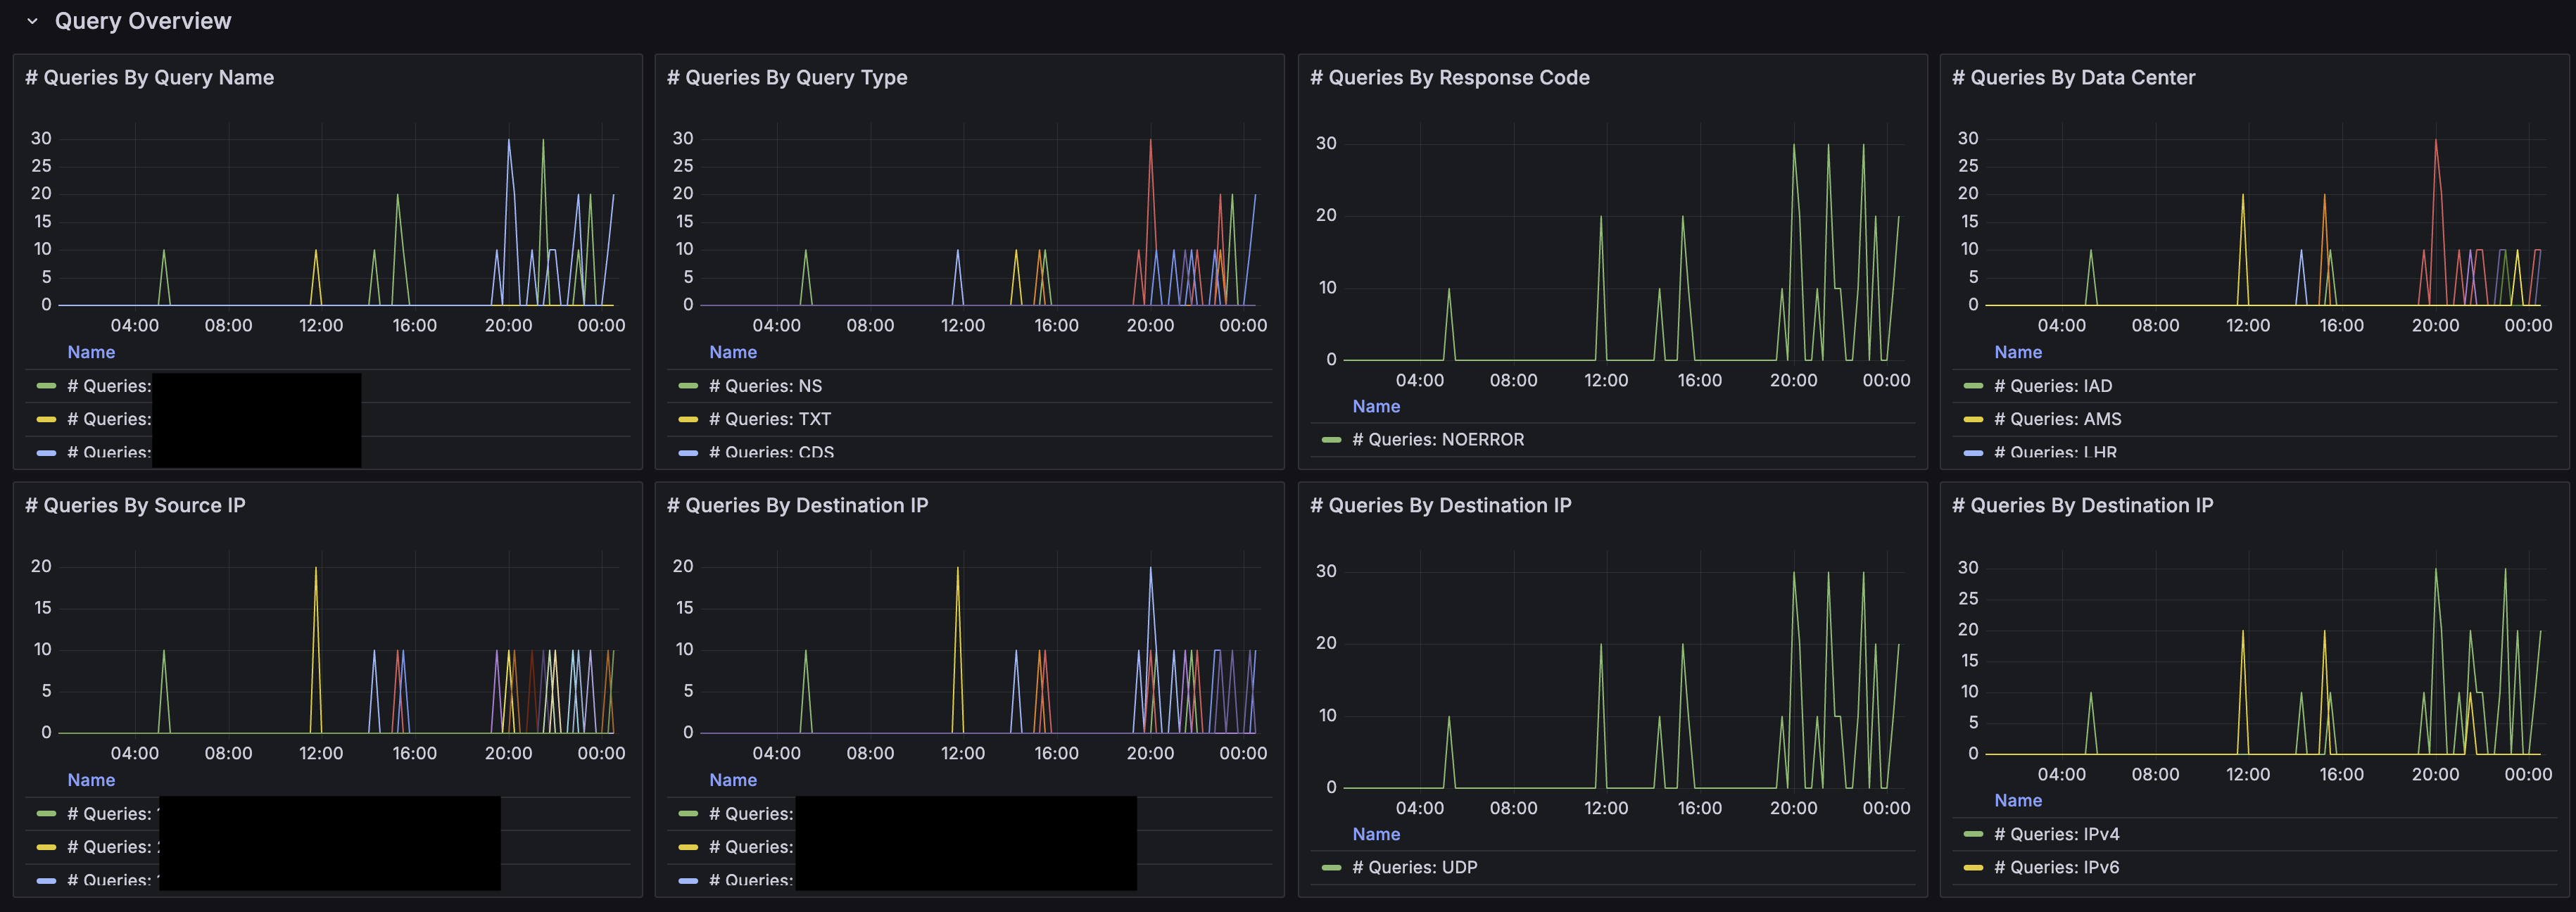 Query Overview
# Queries By Query Name
30
25
20
15
10
5
0
04:00 08:00 12:00 16:00 20:00 00:00
Name
# Queries:
# Queries:
# Queries:
# Queries By Query Type
30
25
20
15
10
5
0
04:00 08:00 12:00 16:00 20:00 00:00
Name
# Queries: NS
# Queries: TXT
# Queries: CDS
# Queries By Response Code
30
20
10
0
04:00 08:00 12:00 16:00 20:00 00:00
Name
# Queries: NOERROR
# Queries By Data Center
30
25
20
15
10
5
0
04:00 08:00 12:00 16:00 20:00 00:00
Name
# Queries: IAD
# Queries: AMS
# Queries: LHR
# Queries By Source IP
20
15
10
5
0
04:00 08:00 12:00 16:00 20:00 00:00
Name
# Queries:
# Queries:
# Queries:
# Queries By Destination IP
20
15
10
5
0
04:00 08:00 12:00 16:00 20:00 00:00
Name
# Queries:
# Queries:
# Queries:
# Queries By Destination IP
30
20
10
0
04:00 08:00 12:00 16:00 20:00 00:00
Name
# Queries: UDP
# Queries By Destination IP
30
25
20
15
10
5
0
04:00 08:00 12:00 16:00 20:00 00:00
Name
# Queries: IPv4
# Queries: IPv6